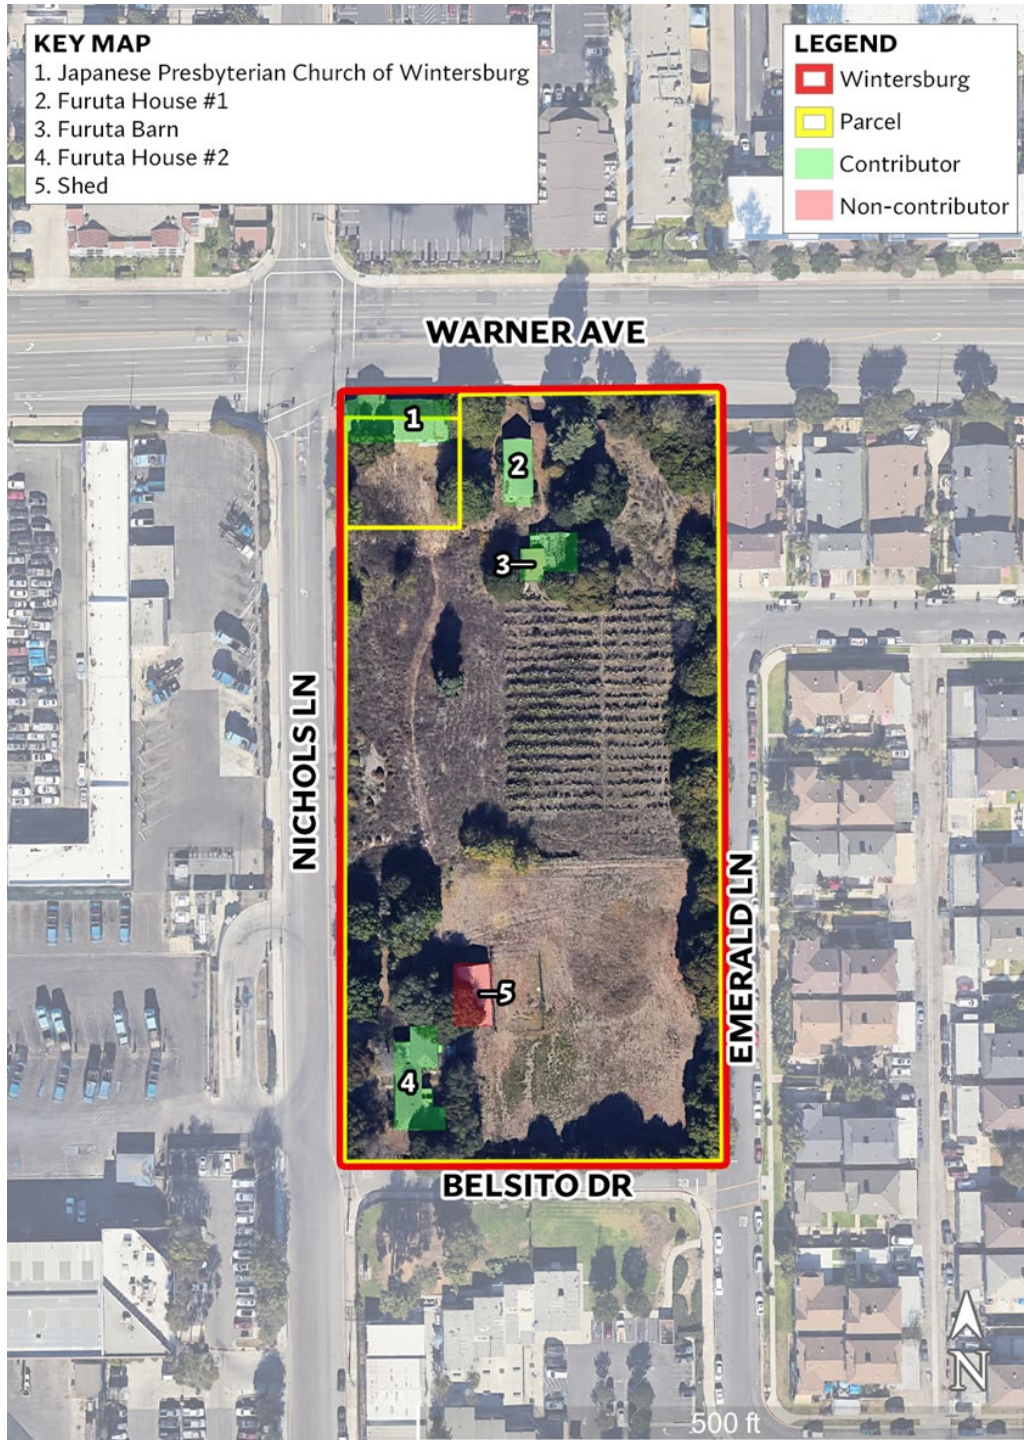 KEY MAP
1. Japanese Presbyterian Church of Wintersburg
2. Furuta House #1
3. Furuta Barn
4. Furuta House #2
5. Shed
LEGEND
Wintersburg
Parcel
Contributor
Non-contributor
WARNER AVE
1
2
3
NICHOLS LN
EMERALD LN
5
4
BELSITO DR
N
500 ft